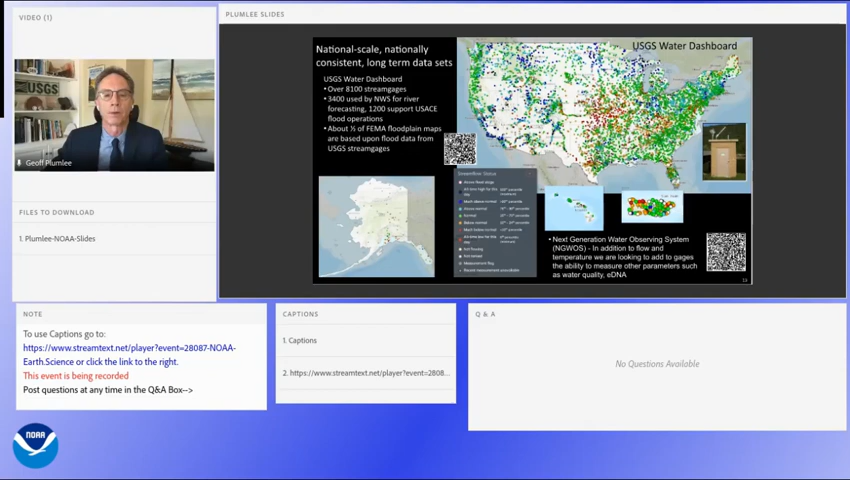 VIDEO (1)
USGS
Geoff Plumlee
FILES TO DOWNLOAD
1. Plumlee-NOAA-Slides
PLUMLEE SLIDES
National-scale, nationally
consistent, long term data sets
USGS Water Dashboard
• Over 8100 streamgages
• 3400 used by NWS for river
forecasting, 1200 support USACE
flood operations
• About ⅓ of FEMA floodplain maps
are based upon flood data from
USGS streamgages
USGS Water Dashboard
Streamflow Status
• Next Generation Water Observing System
(NGWOS) - In addition to flow and
temperature we are looking to add to gages
the ability to measure other parameters such
as water quality, eDNA
NOTE
To use Captions go to:
https://www.streamtext.net/player?event=28087-NOAA-
Earth.Science or click the link to the right.
This event is being recorded
Post questions at any time in the Q&A Box-->
CAPTIONS
1. Captions
2. https://www.streamtext.net/player?event=2808...
Q & A
No Questions Available
NOAA